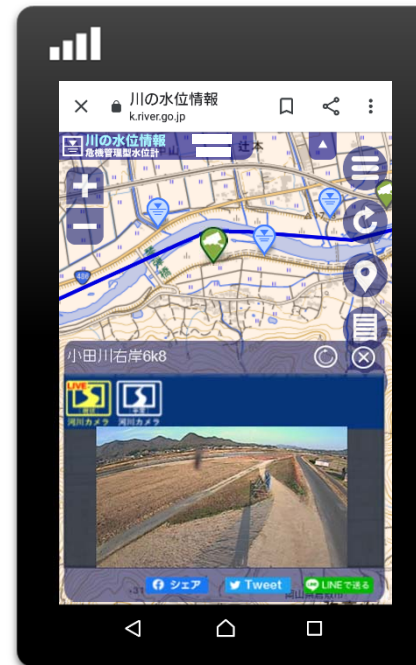 川の水位情報
k.river.go.jp
川の水位情報
危機管理型水位計
辻本
486
小田川右岸6k8
LIVE
河川カメラ
河川カメラ
シェア
Tweet
LINEで送る